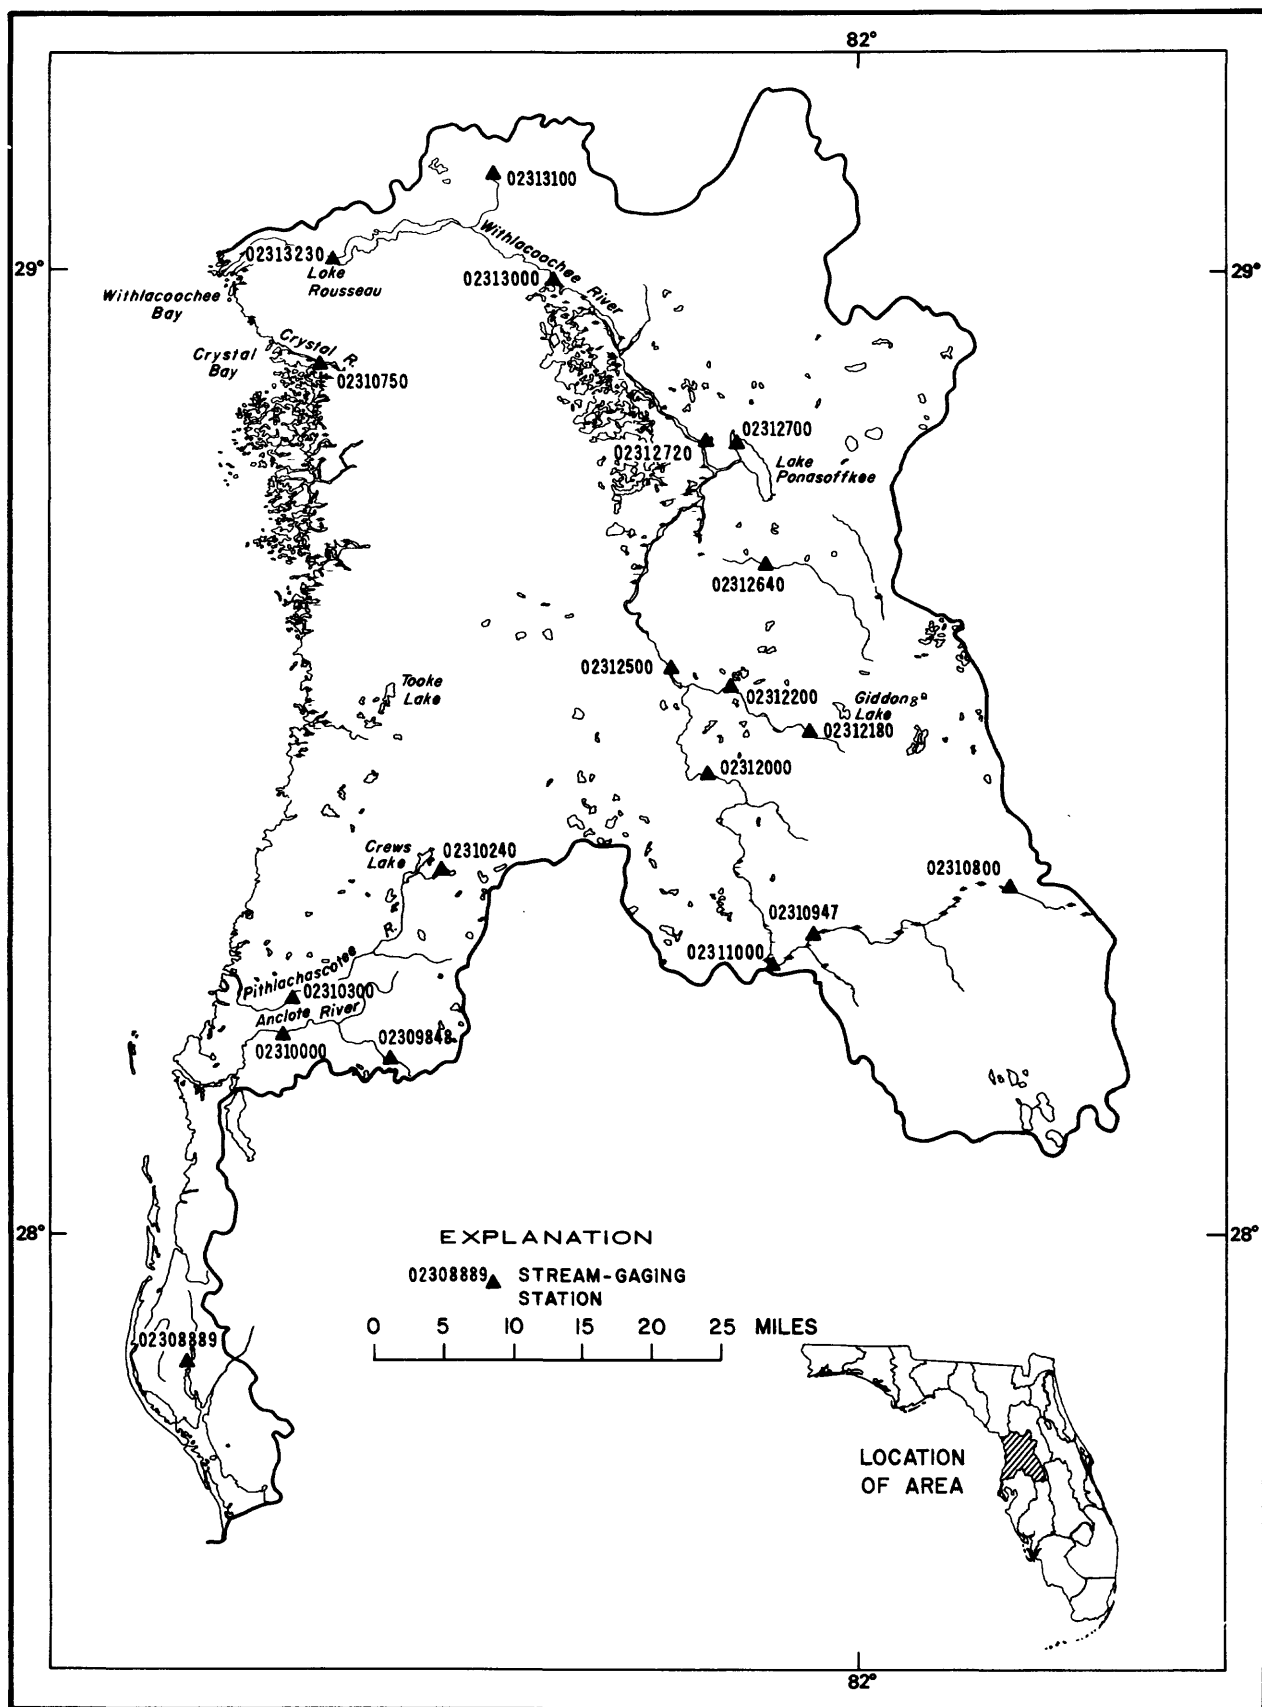 82°
02313100
Withlacoochee River
02313230
Lake
Rousseau
29°
29°
02313000
Withlacoochee
Bay
Crystal R.
Crystal
Bay
02310750
02312700
02312720
Lake
Panasoffkee
02312640
02312500
Tooke
Lake
02312200
Giddons
Lake
02312180
02312000
Crews
Lake
02310240
02310800
02310947
02311000
Pithlachascotee R.
02310300
Anclote River
02310000
02309848
28°
28°
EXPLANATION
02308889 STREAM-GAGING
STATION
0 5 10 15 20 25 MILES
02308889
LOCATION
OF AREA
82°